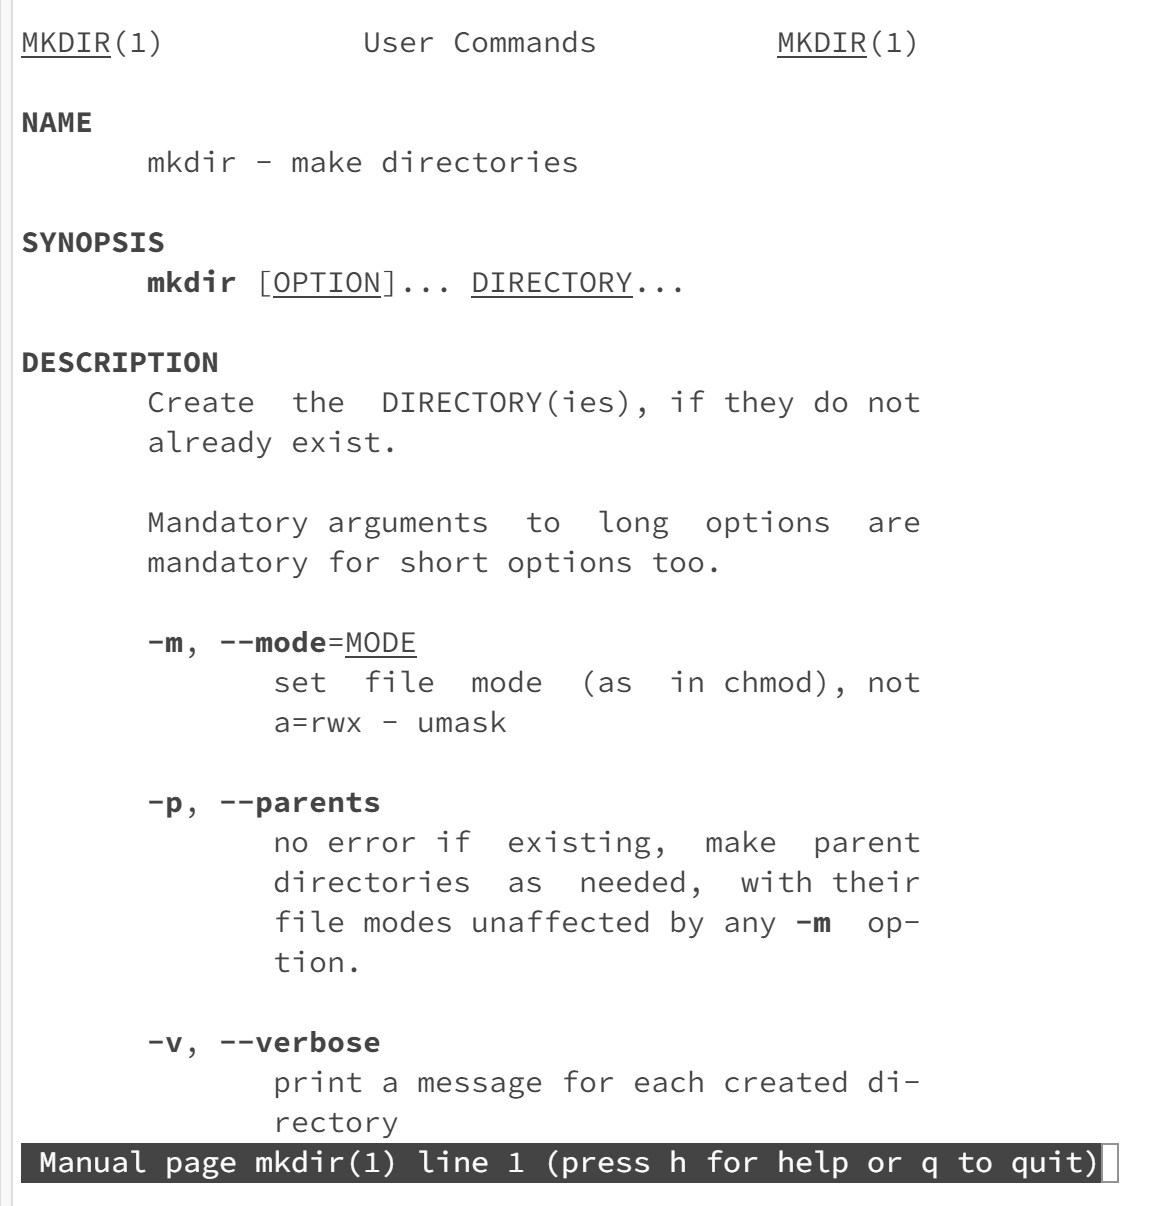 MKDIR(1) User Commands MKDIR(1)
NAME
mkdir - make directories
SYNOPSIS
mkdir [OPTION]... DIRECTORY...
DESCRIPTION
Create the DIRECTORY(ies), if they do not
already exist.
Mandatory arguments to long options are
mandatory for short options too.
-m, --mode=MODE
set file mode (as in chmod), not
a=rwx - umask
-p, --parents
no error if existing, make parent
directories as needed, with their
file modes unaffected by any -m op-
tion.
-v, --verbose
print a message for each created di-
rectory
Manual page mkdir(1) line 1 (press h for help or q to quit)